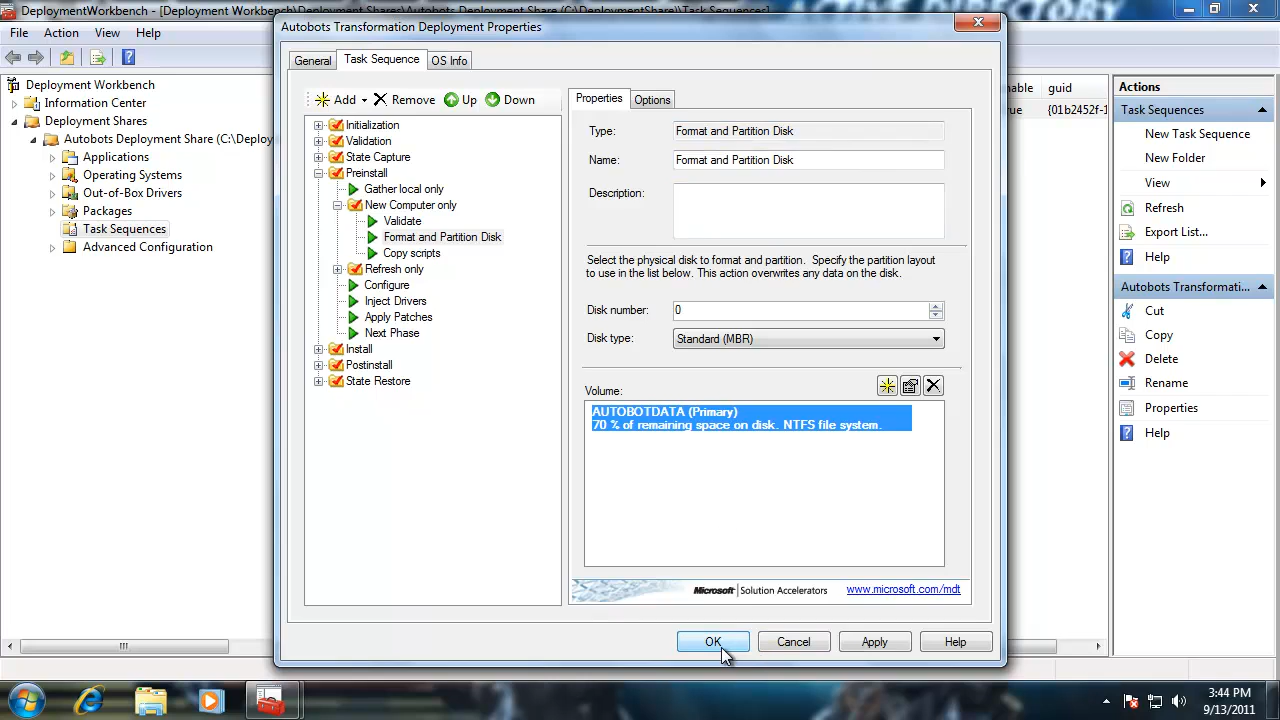 DeploymentWorkbench - [Deployment Workbench\Deployment Shares\Autobots Deployment Share (C:\DeploymentShare)\Task Sequences]
Autobots Transformation Deployment Properties
File Action View Help
Deployment Workbench
Information Center
Deployment Shares
Autobots Deployment Share (C:\Deplo
Applications
Operating Systems
Out-of-Box Drivers
Packages
Task Sequences
Advanced Configuration
General Task Sequence OS Info
Add Remove Up Down
Initialization
Validation
State Capture
Preinstall
Gather local only
New Computer only
Validate
Format and Partition Disk
Copy scripts
Refresh only
Configure
Inject Drivers
Apply Patches
Next Phase
Install
Postinstall
State Restore
Properties Options
Type: Format and Partition Disk
Name: Format and Partition Disk
Description:
Select the physical disk to format and partition. Specify the partition layout
to use in the list below. This action overwrites any data on the disk.
Disk number: 0
Disk type: Standard (MBR)
Volume:
AUTOBOTDATA (Primary)
70 % of remaining space on disk. NTFS file system.
Microsoft Solution Accelerators www.microsoft.com/mdt
OK Cancel Apply Help
nable guid
rue {01b2452f-1
Actions
Task Sequences
New Task Sequence
New Folder
View
Refresh
Export List...
Help
Autobots Transformati...
Cut
Copy
Delete
Rename
Properties
Help
3:44 PM
9/13/2011